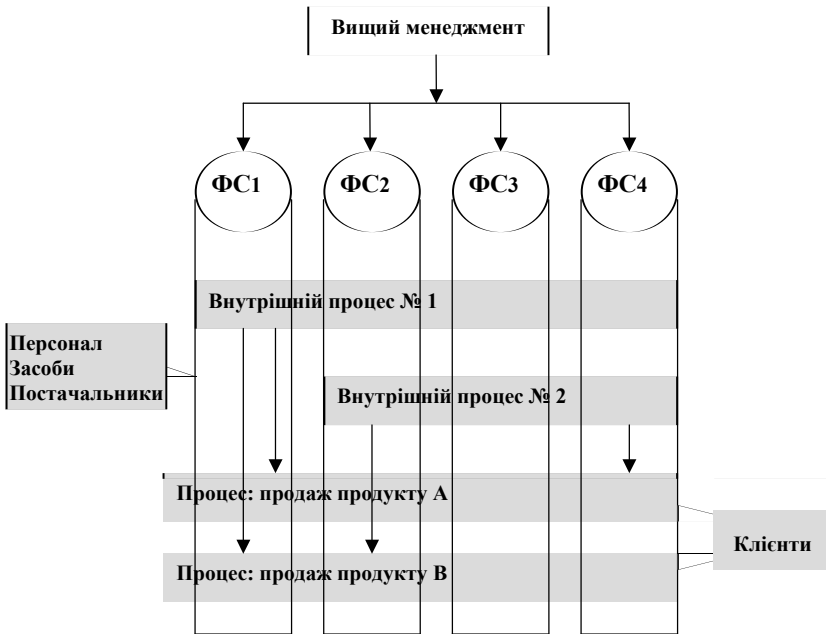 Вищий менеджмент
ФС1 ФС2 ФС3 ФС4
Внутрішній процес № 1
Персонал
Засоби
Постачальники
Внутрішній процес № 2
Процес: продаж продукту А
Клієнти
Процес: продаж продукту В